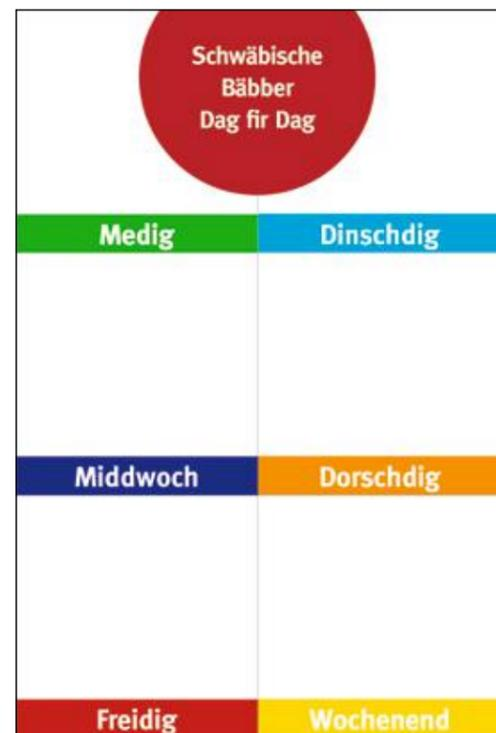 Schwäbische
Bäbber
Dag fir Dag
Medig
Dinschdig
Middwoch
Dorschdig
Freidig
Wochenend